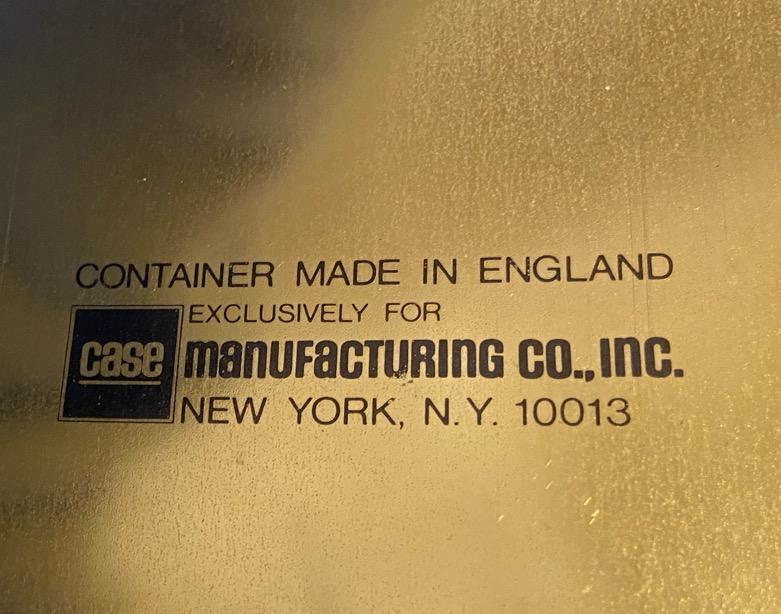 CONTAINER MADE IN ENGLAND
EXCLUSIVELY FOR
case manUFacTURING CO., Inc.
NEW YORK, N.Y. 10013